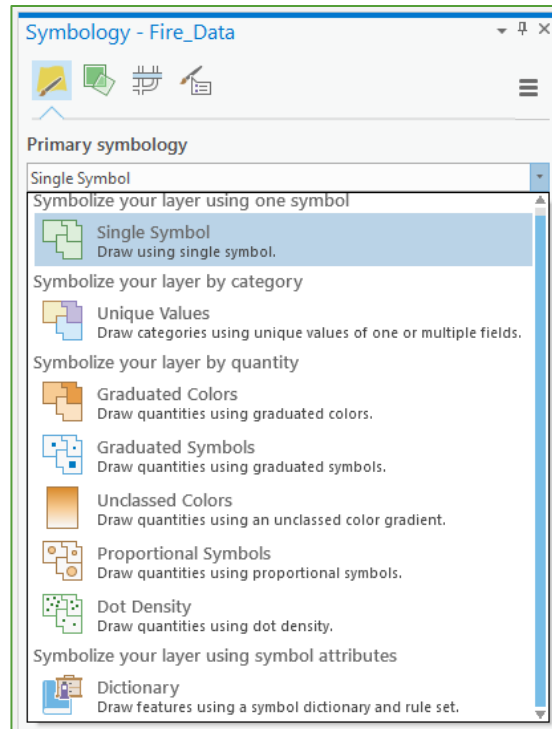 Symbology - Fire_Data
Primary symbology
Single Symbol
Symbolize your layer using one symbol
Single Symbol
Draw using single symbol.
Symbolize your layer by category
Unique Values
Draw categories using unique values of one or multiple fields.
Symbolize your layer by quantity
Graduated Colors
Draw quantities using graduated colors.
Graduated Symbols
Draw quantities using graduated symbols.
Unclassed Colors
Draw quantities using an unclassed color gradient.
Proportional Symbols
Draw quantities using proportional symbols.
Dot Density
Draw quantities using dot density.
Symbolize your layer using symbol attributes
Dictionary
Draw features using a symbol dictionary and rule set.